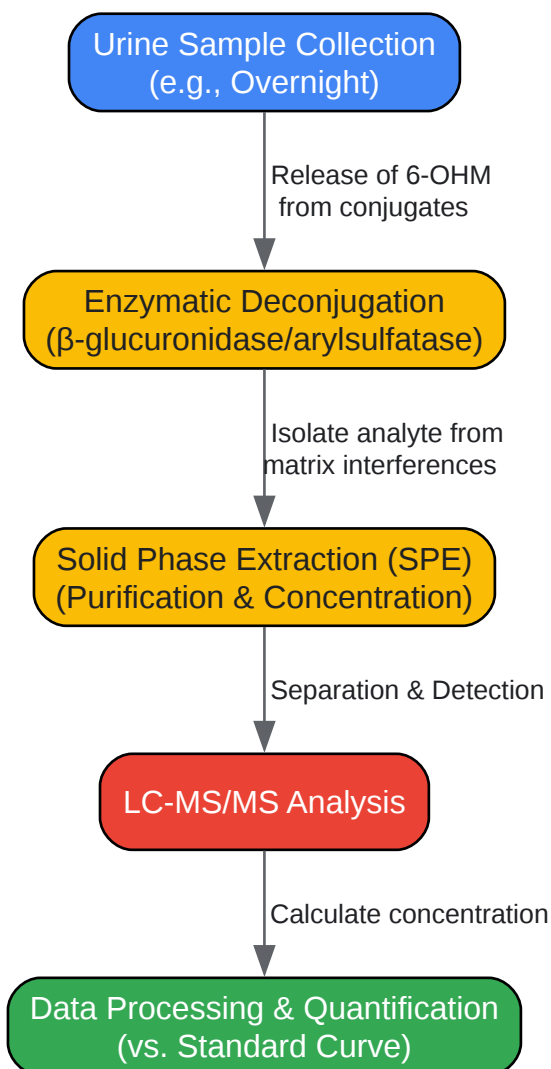 Urine Sample Collection
(e.g., Overnight)
Release of 6-OHM
from conjugates
Enzymatic Deconjugation
(β-glucuronidase/arylsulfatase)
Isolate analyte from
matrix interferences
Solid Phase Extraction (SPE)
(Purification & Concentration)
Separation & Detection
LC-MS/MS Analysis
Calculate concentration
Data Processing & Quantification
(vs. Standard Curve)